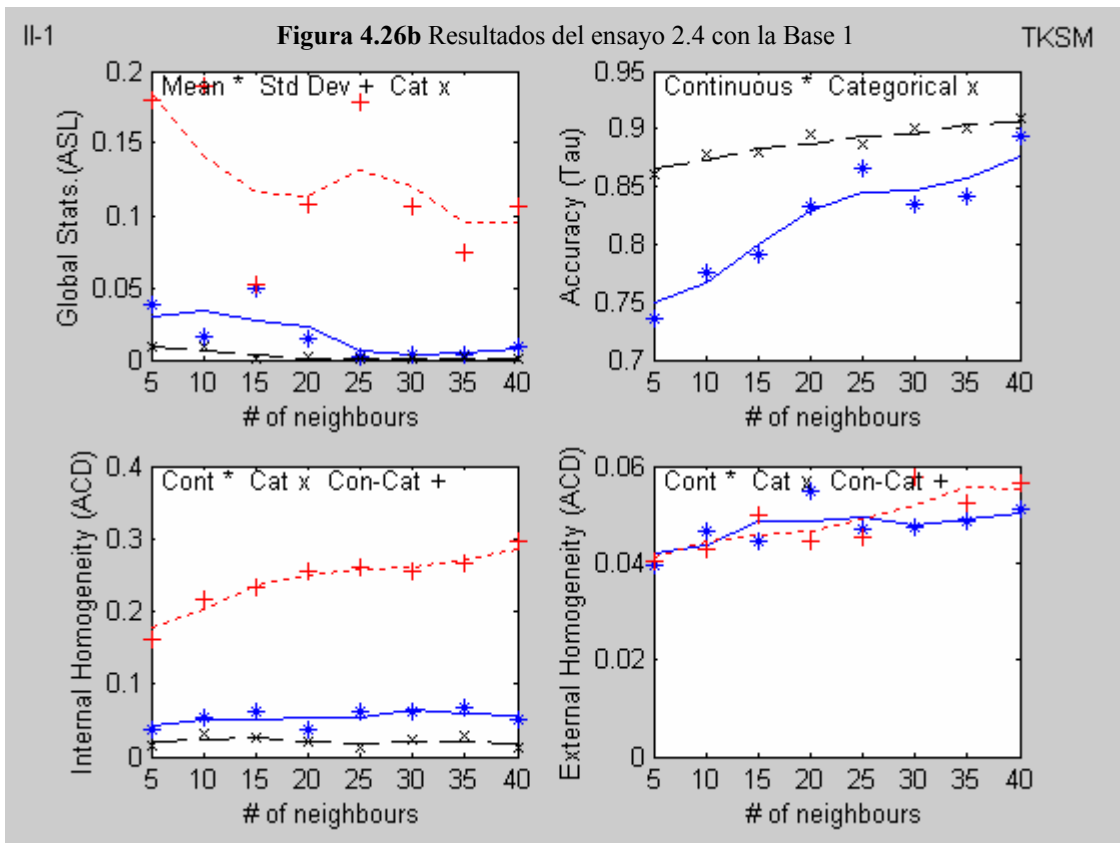 II-1
Figura 4.26b Resultados del ensayo 2.4 con la Base 1
TKSM
Mean * Std Dev + Cat x
Global Stats.(ASL)
0.2
0.15
0.1
0.05
0
5 10 15 20 25 30 35 40
# of neighbours
Continuous * Categorical x
Accuracy (Tau)
0.95
0.9
0.85
0.8
0.75
0.7
5 10 15 20 25 30 35 40
# of neighbours
Cont * Cat x Con-Cat +
Internal Homogeneity (ACD)
0.4
0.3
0.2
0.1
0
5 10 15 20 25 30 35 40
# of neighbours
Cont * Cat x Con-Cat +
External Homogeneity (ACD)
0.06
0.04
0.02
0
5 10 15 20 25 30 35 40
# of neighbours